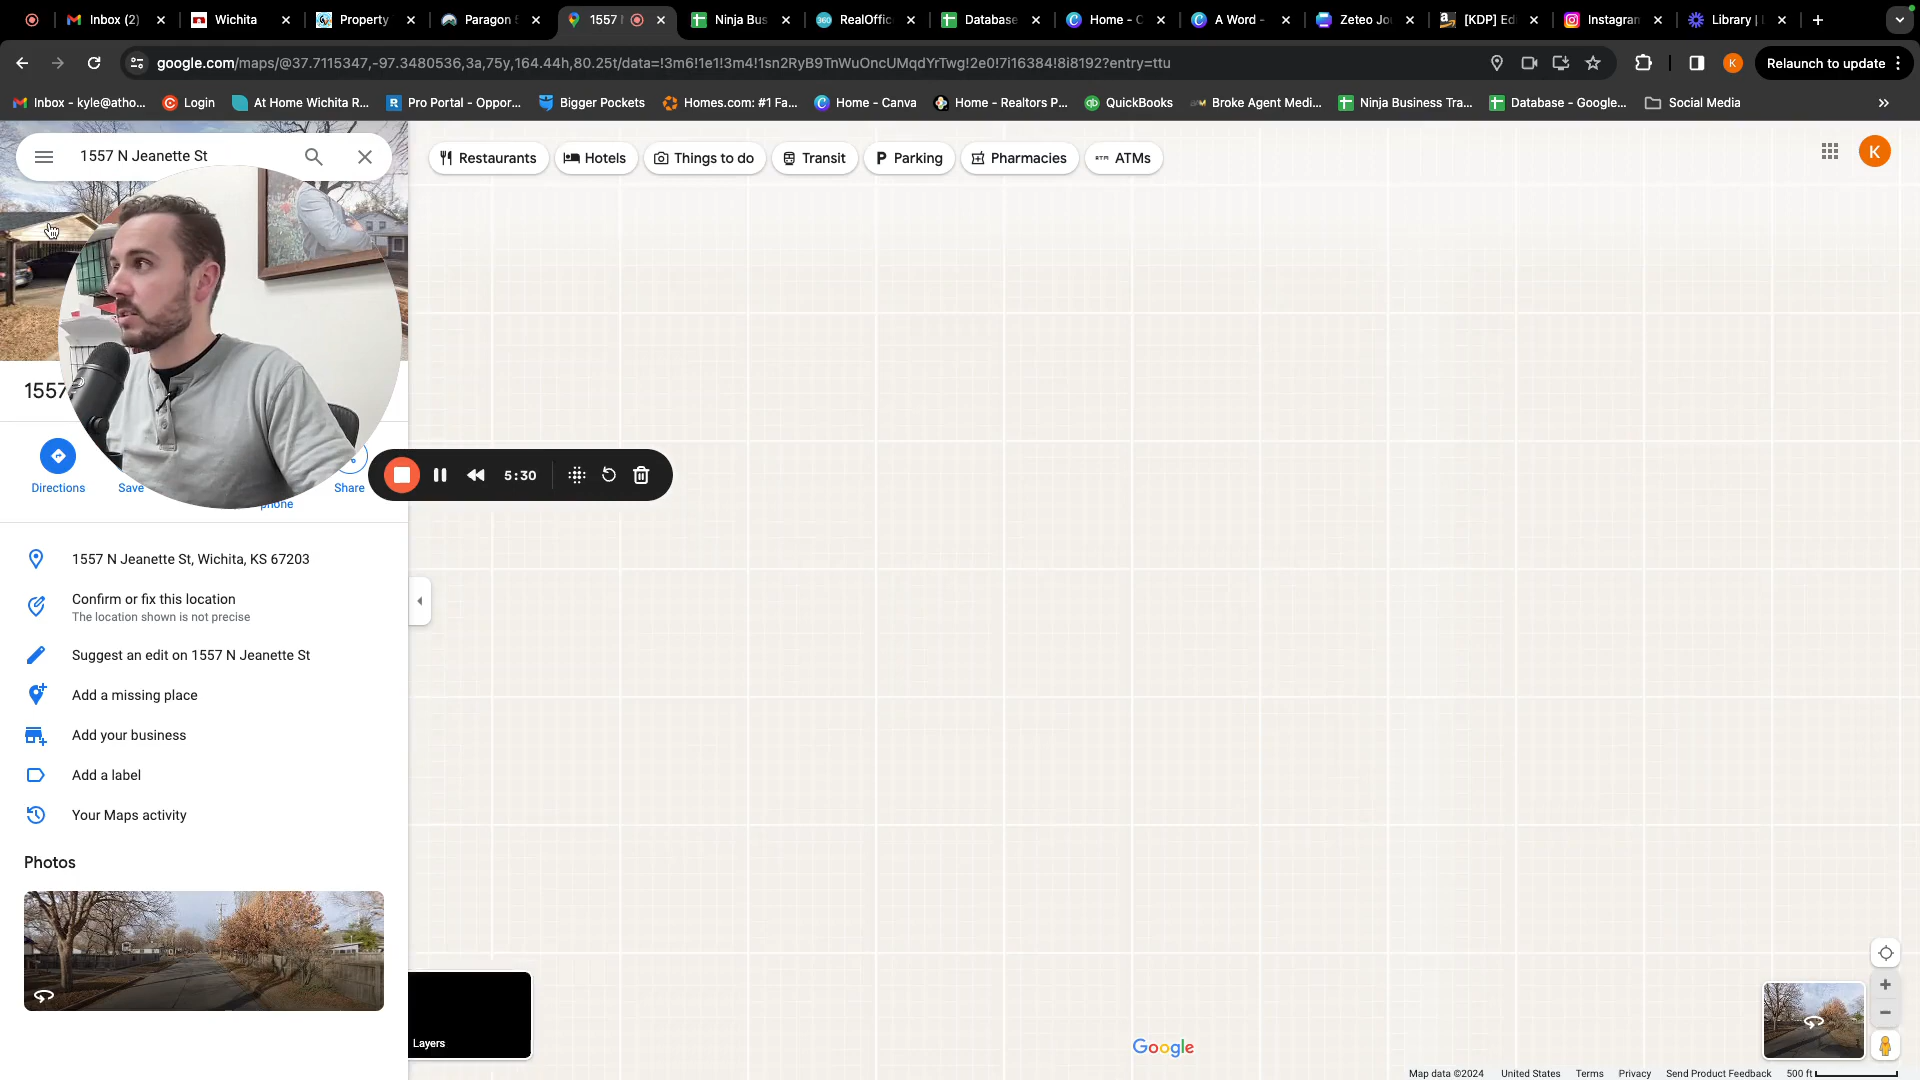 Inbox (2)
Wichita
Property
Paragon
1557
Ninja Bus
RealOffic
Database
Home - C
A Word -
Zeteo Jo
[KDP] Ed
Instagran
Library |
google.com/maps/@37.7115347,-97.3480536,3a,75y,164.44h,80.25t/data=!3m6!1e1!3m4!1sn2RyB9TnWuOncUMqdYrTwg!2e0!7i16384!8i8192?entry=ttu
K
Relaunch to update
Inbox - kyle@atho...
Login
At Home Wichita R...
Pro Portal - Oppor...
Bigger Pockets
Homes.com: #1 Fa...
Home - Canva
Home - Realtors P...
QuickBooks
Broke Agent Medi...
Ninja Business Tra...
Database - Google...
Social Media
1557 N Jeanette St
Restaurants
Hotels
Things to do
Transit
Parking
Pharmacies
ATMs
K
1557
Directions
Save
phone
Share
5:30
1557 N Jeanette St, Wichita, KS 67203
Confirm or fix this location
The location shown is not precise
Suggest an edit on 1557 N Jeanette St
Add a missing place
Add your business
Add a label
Your Maps activity
Photos
Layers
Google
Map data ©2024
United States
Terms
Privacy
Send Product Feedback
500 ft